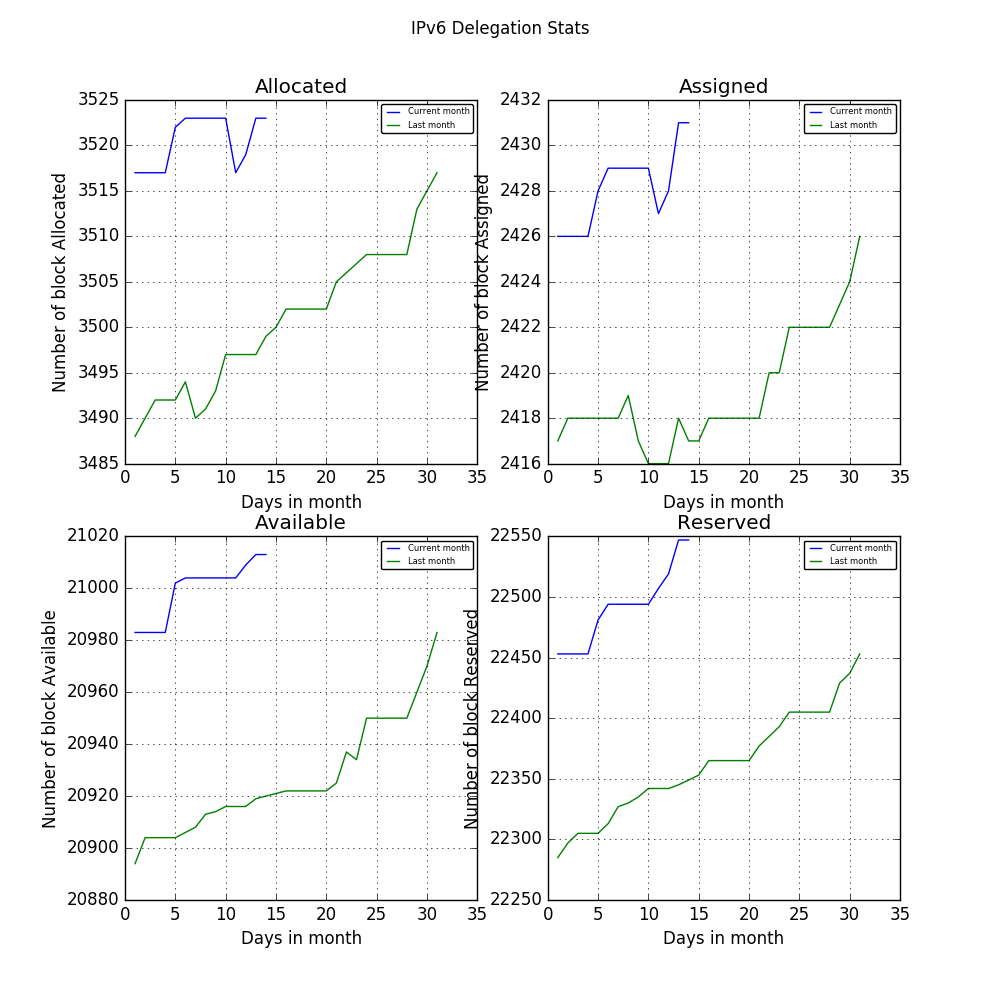 IPv6 Delegation Stats
Allocated
Number of block Allocated
3525
3520
3515
3510
3505
3500
3495
3490
3485
Current month
Last month
0 5 10 15 20 25 30 35
Days in month
Assigned
Number of block Assigned
2432
2430
2428
2426
2424
2422
2420
2418
2416
Current month
Last month
0 5 10 15 20 25 30 35
Days in month
Available
Number of block Available
21020
21000
20980
20960
20940
20920
20900
20880
Current month
Last month
0 5 10 15 20 25 30 35
Days in month
Reserved
Number of block Reserved
22550
22500
22450
22400
22350
22300
22250
Current month
Last month
0 5 10 15 20 25 30 35
Days in month